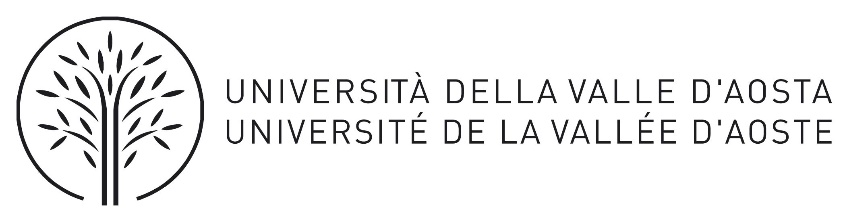 UNIVERSITÀ DELLA VALLE D'AOSTA
UNIVERSITÉ DE LA VALLÉE D'AOSTE